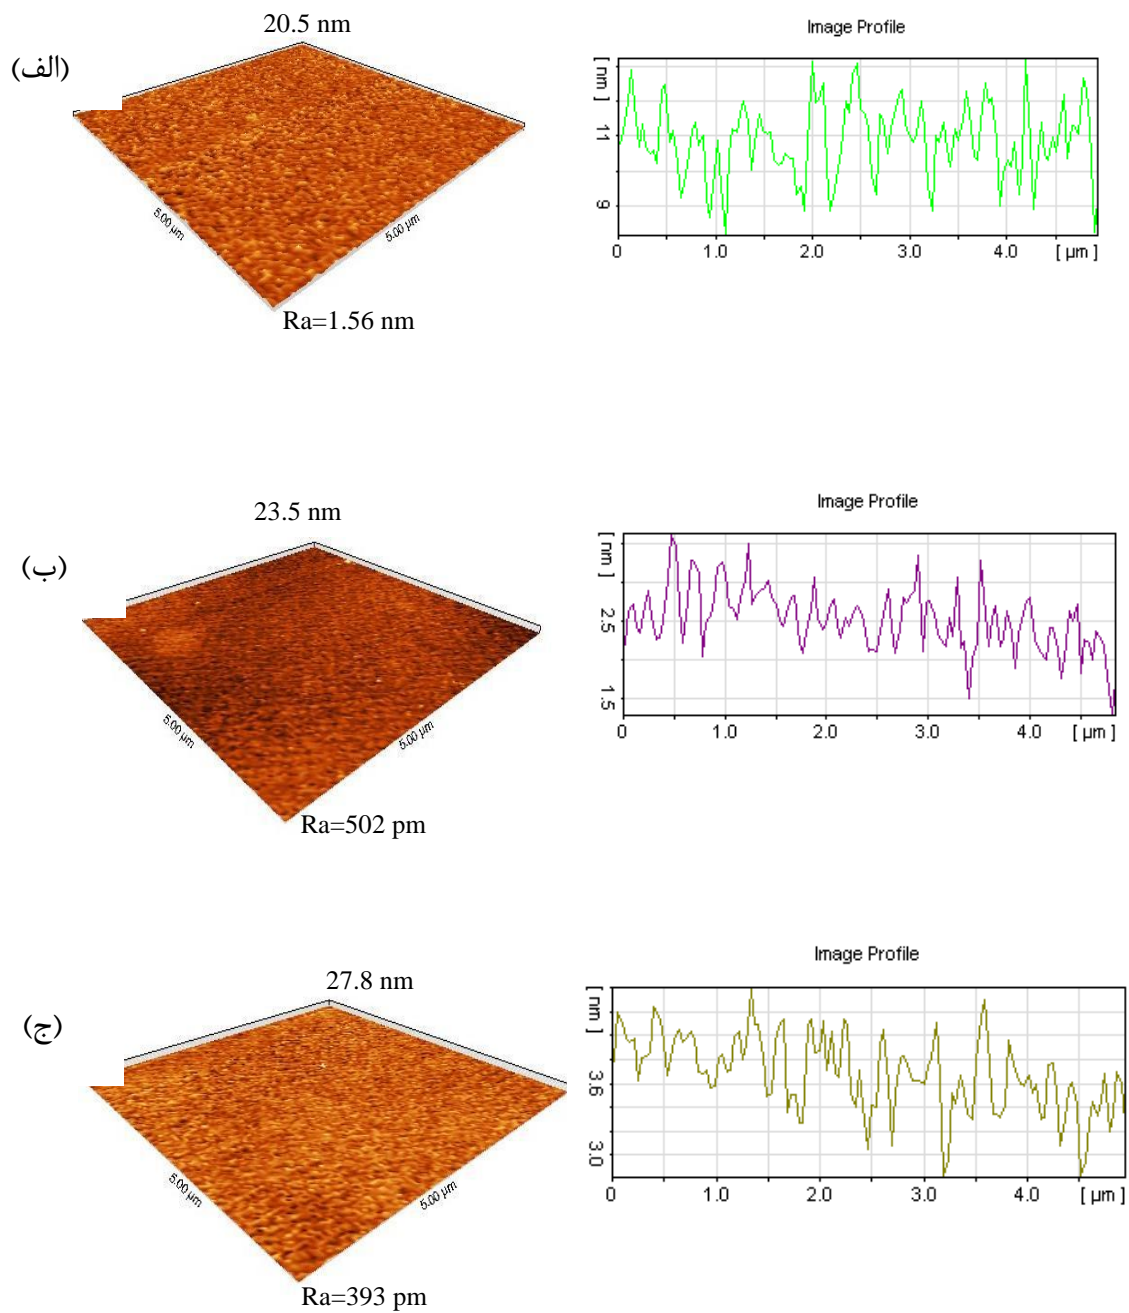 20.5 nm
Image Profile
(الف)
[ nm ]
11
9
0 1.0 2.0 3.0 4.0 [ µm ]
5.00 µm
5.00 µm
Ra=1.56 nm
23.5 nm
Image Profile
(ب)
[ nm ]
2.5
1.5
0 1.0 2.0 3.0 4.0 [ µm ]
5.00 µm
5.00 µm
Ra=502 pm
27.8 nm
Image Profile
(ج)
[ nm ]
3.6
3.0
0 1.0 2.0 3.0 4.0 [ µm ]
5.00 µm
5.00 µm
Ra=393 pm